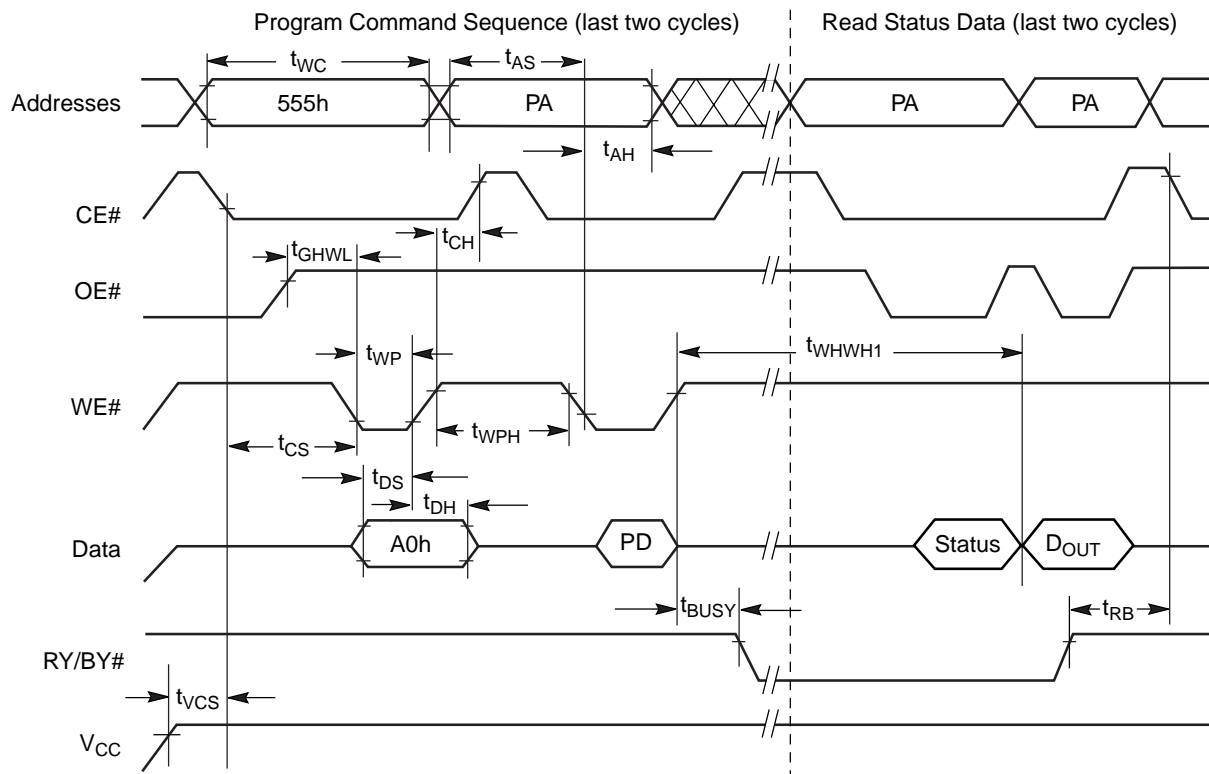 Program Command Sequence (last two cycles) Read Status Data (last two cycles)
tWC tAS
Addresses 555h PA PA PA
tAH
CE#
tCH
tGHWL
OE#
tWP tWHWH1
WE#
tCS tWPH
tDS
tDH
Data A0h PD Status DOUT
tBUSY tRB
RY/BY#
tVCS
VCC